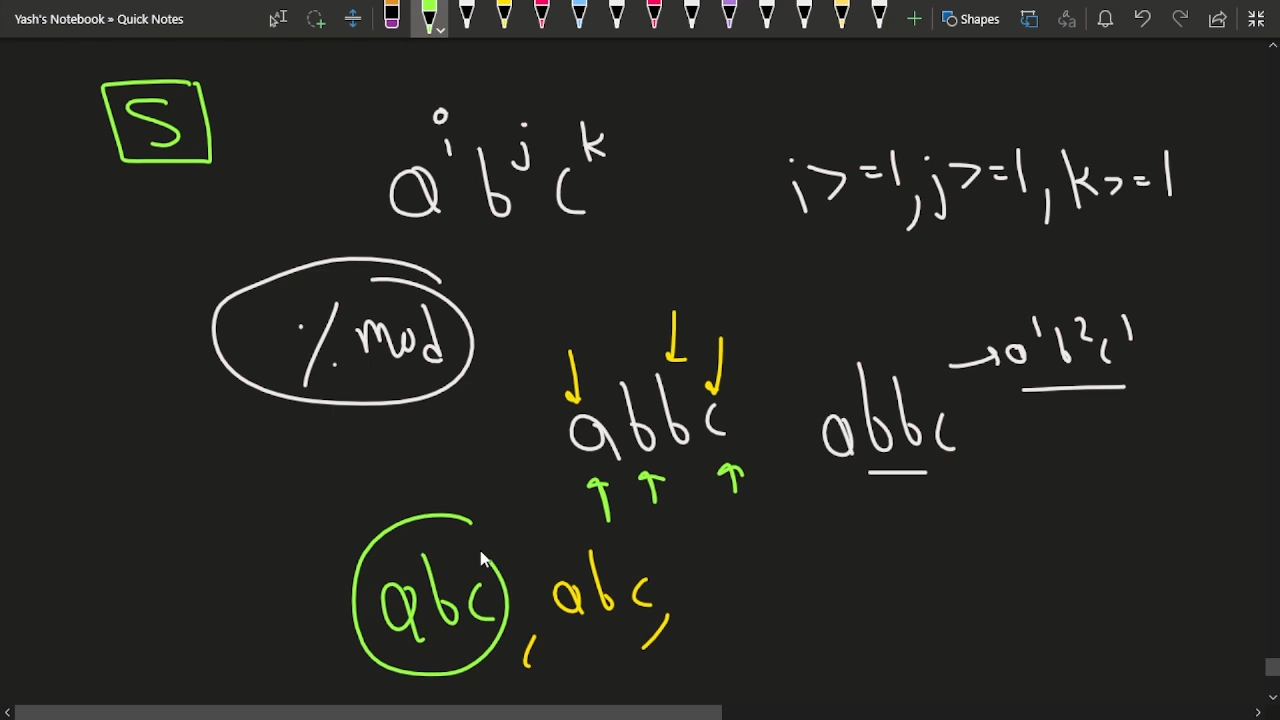 Yash's Notebook » Quick Notes
Shapes
S
a^i b^j c^k
i>=1, j>=1, k>=1
% mod
abbc
abbc → a^1 b^2 c^1
abc, abc,